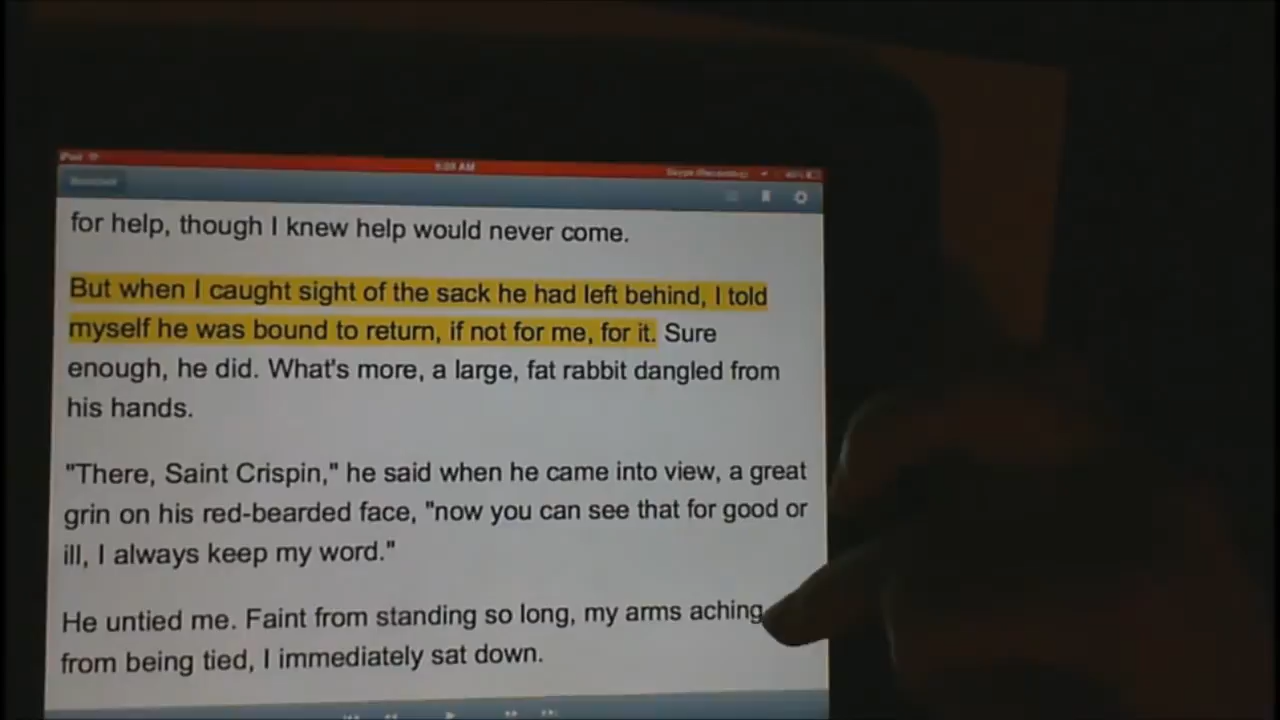 iPad
5:09 AM
for help, though I knew help would never come.
But when I caught sight of the sack he had left behind, I told
myself he was bound to return, if not for me, for it. Sure
enough, he did. What's more, a large, fat rabbit dangled from
his hands.
"There, Saint Crispin," he said when he came into view, a great
grin on his red-bearded face, "now you can see that for good or
ill, I always keep my word."
He untied me. Faint from standing so long, my arms aching
from being tied, I immediately sat down.